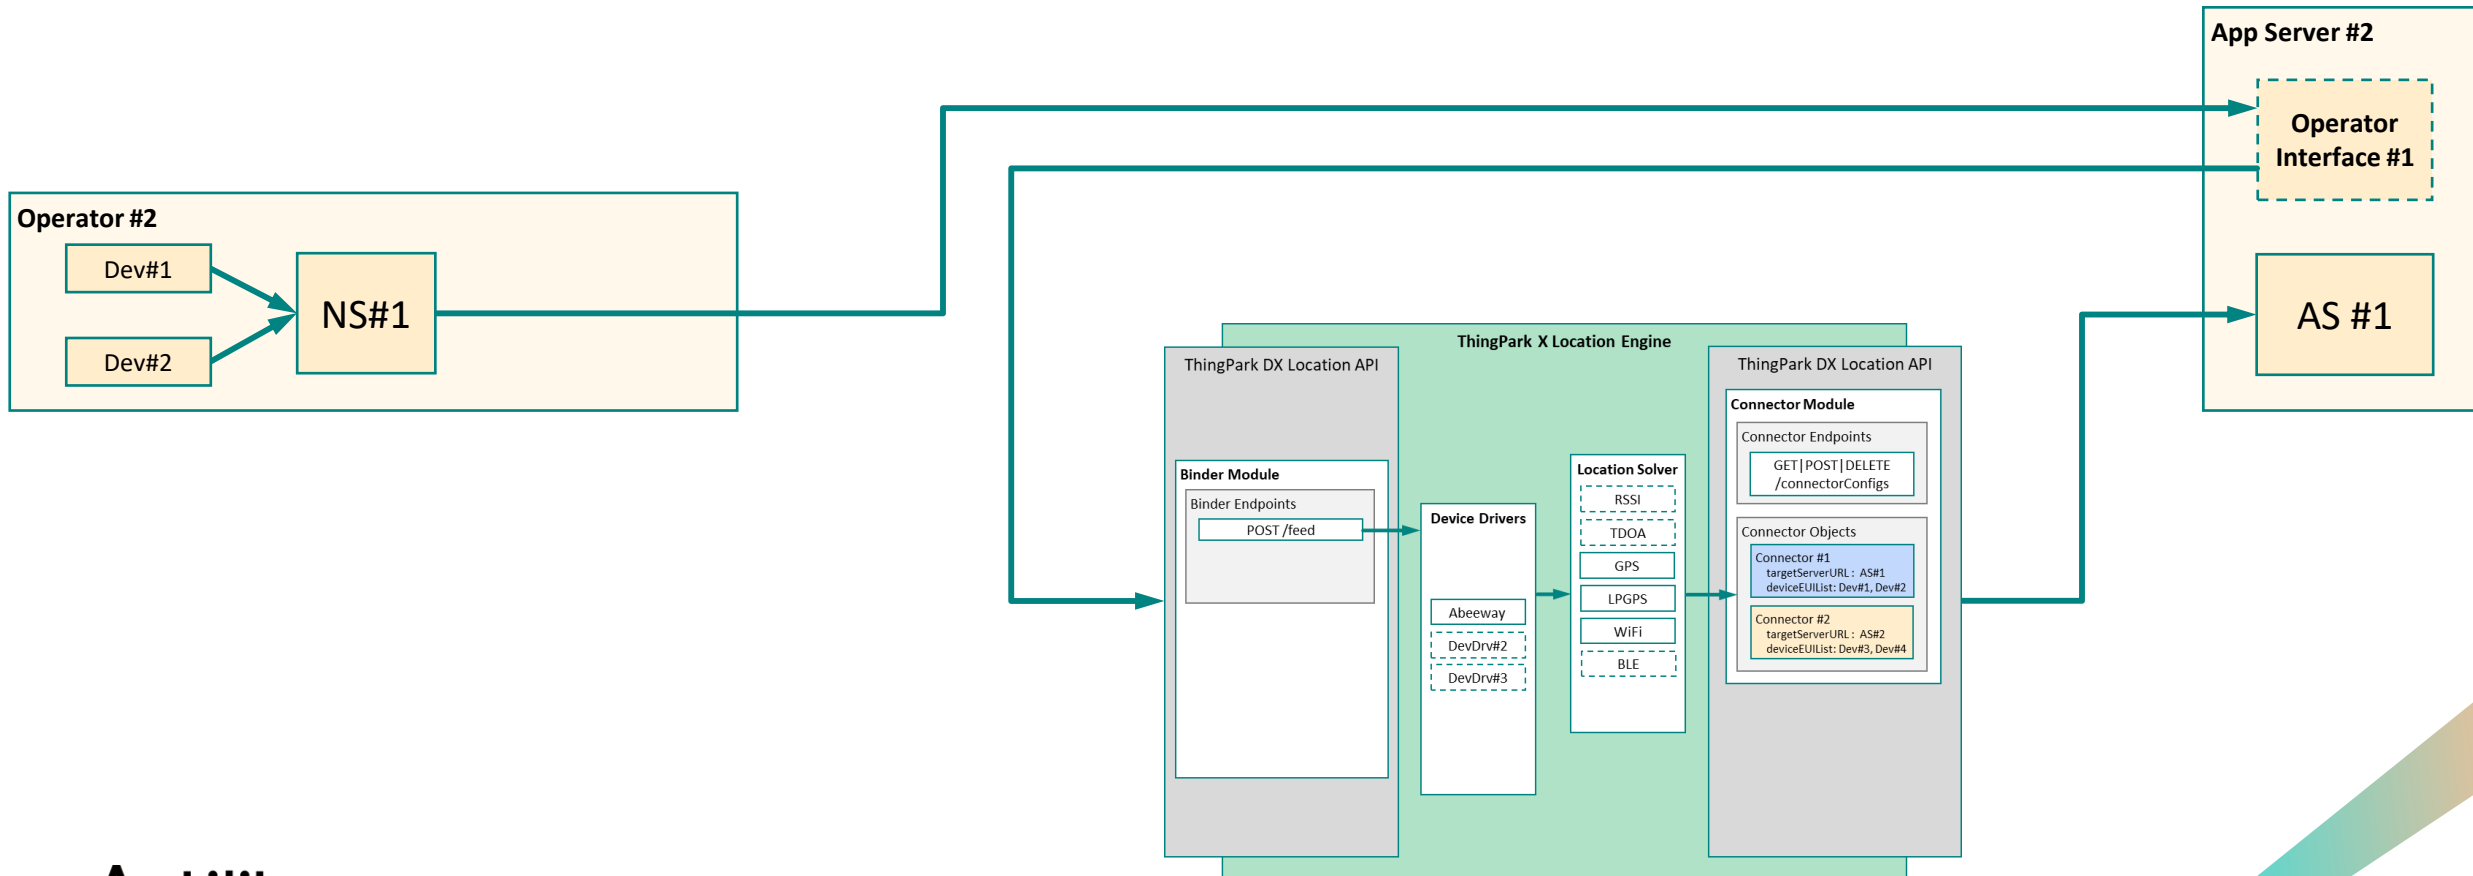 App Server #2
Operator
Interface #1
AS #1
Operator #2
Dev#1
Dev#2
NS#1
ThingPark X Location Engine
ThingPark DX Location API
Binder Module
Binder Endpoints
POST /feed
Device Drivers
Abeeway
DevDrv#2
DevDrv#3
Location Solver
RSSI
TDOA
GPS
LPGPS
WiFi
BLE
ThingPark DX Location API
Connector Module
Connector Endpoints
GET|POST|DELETE
/connectorConfigs
Connector Objects
Connector #1
targetServerURL : AS#1
deviceEUIList: Dev#1, Dev#2
Connector #2
targetServerURL : AS#2
deviceEUIList: Dev#3, Dev#4